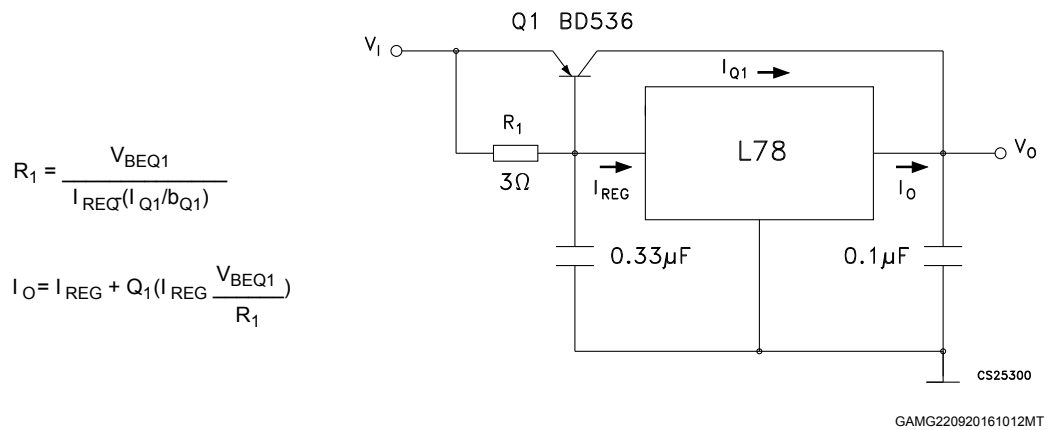 Q1 BD536
VI
IQ1
R1
L78
VO
3Ω
IREG
IO
0.33µF
0.1µF
R1 = VBEQ1 / IREQ-(IQ1/bQ1)
IO = IREG + Q1(IREG VBEQ1 / R1)
CS25300
GAMG220920161012MT